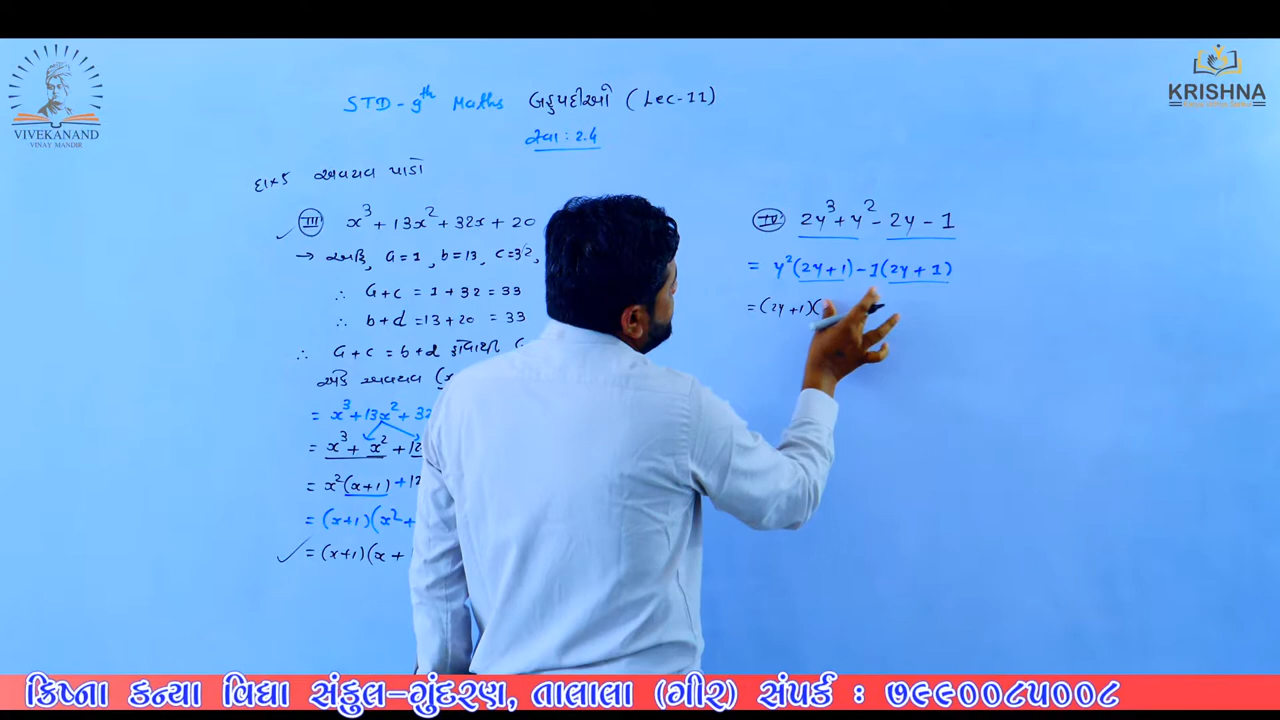 VIVEKANAND
VINAY MANDIR
KRISHNA
STD - 9th Maths બહુપદીઓ (Lec-11)
સ્વા : 2.4
દા * 5 અવયવ પાડો
III x³ + 13x² + 32x + 20
→ અહિં, a = 1, b = 13, c = 32,
∴ a + c = 1 + 32 = 33
∴ b + d = 13 + 20 = 33
∴ a + c = b + d હોવાથી
એક અવયવ (x
= x³ + 13x² + 32
= x³ + x² + 12
= x²(x+1) + 12
= (x+1)(x² +
= (x+1)(x +
IV 2y³ + y² - 2y - 1
= y²(2y + 1) - 1(2y + 1)
= (2y + 1)(
ક્રિષ્ના કન્યા વિદ્યા સંકુલ-ગુંદરણ, તાલાલા (ગીર) સંપર્ક : ૭૯૯૦૦૮૫૦૦૮